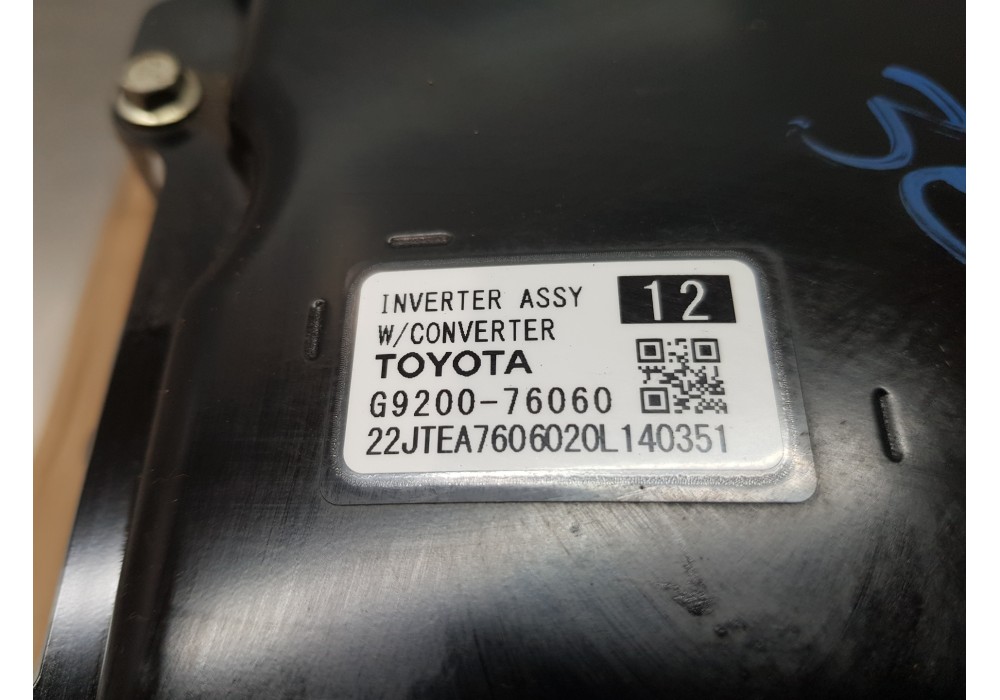 INVERTER ASSY 12
W/CONVERTER
TOYOTA
G9200-76060
22JTEA7606020L140351